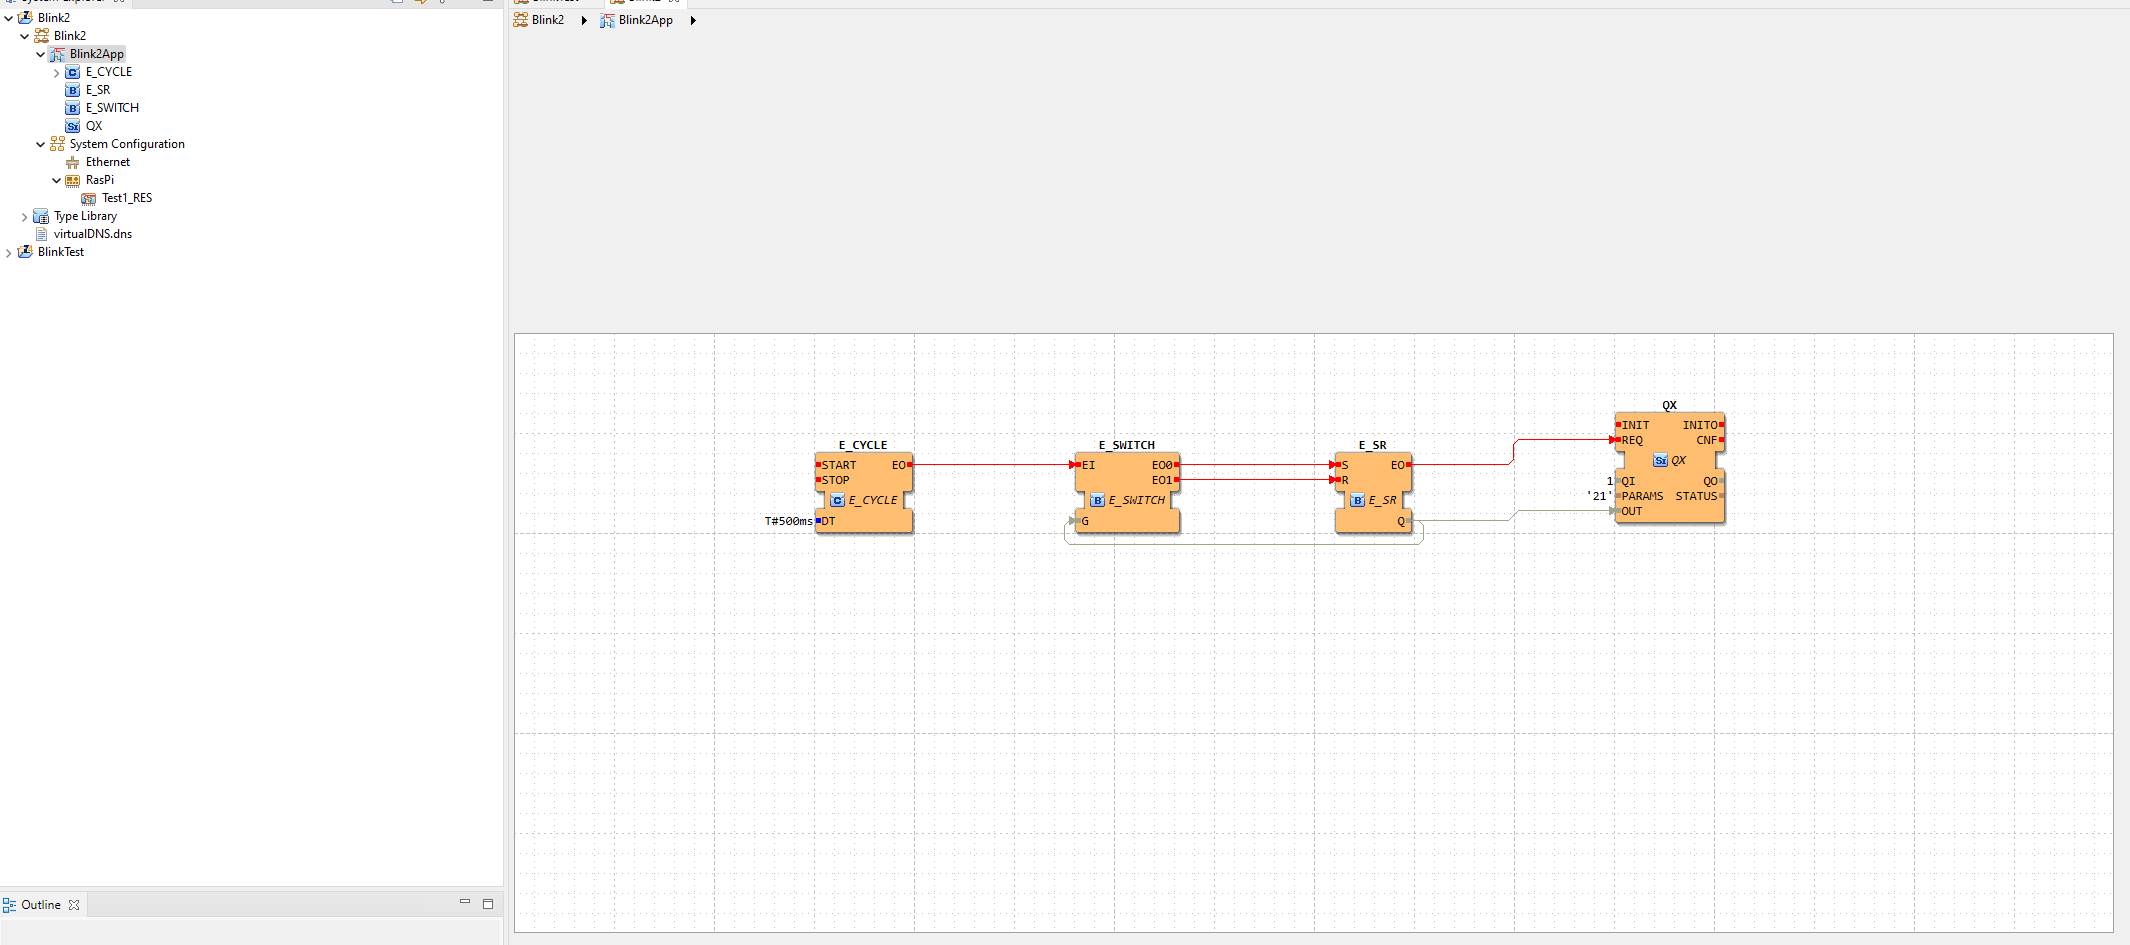 Blink2
Blink2
Blink2App
E_CYCLE
E_SR
E_SWITCH
QX
System Configuration
Ethernet
RasPi
Test1_RES
Type Library
virtualDNS.dns
BlinkTest
Outline
Blink2 Blink2App
E_CYCLE
START EO
STOP
E_CYCLE
T#500ms DT
E_SWITCH
EI EO0
EO1
E_SWITCH
G
E_SR
S EO
R
E_SR
Q
QX
INIT INITO
REQ CNF
QX
1 QI QO
'21' PARAMS STATUS
OUT